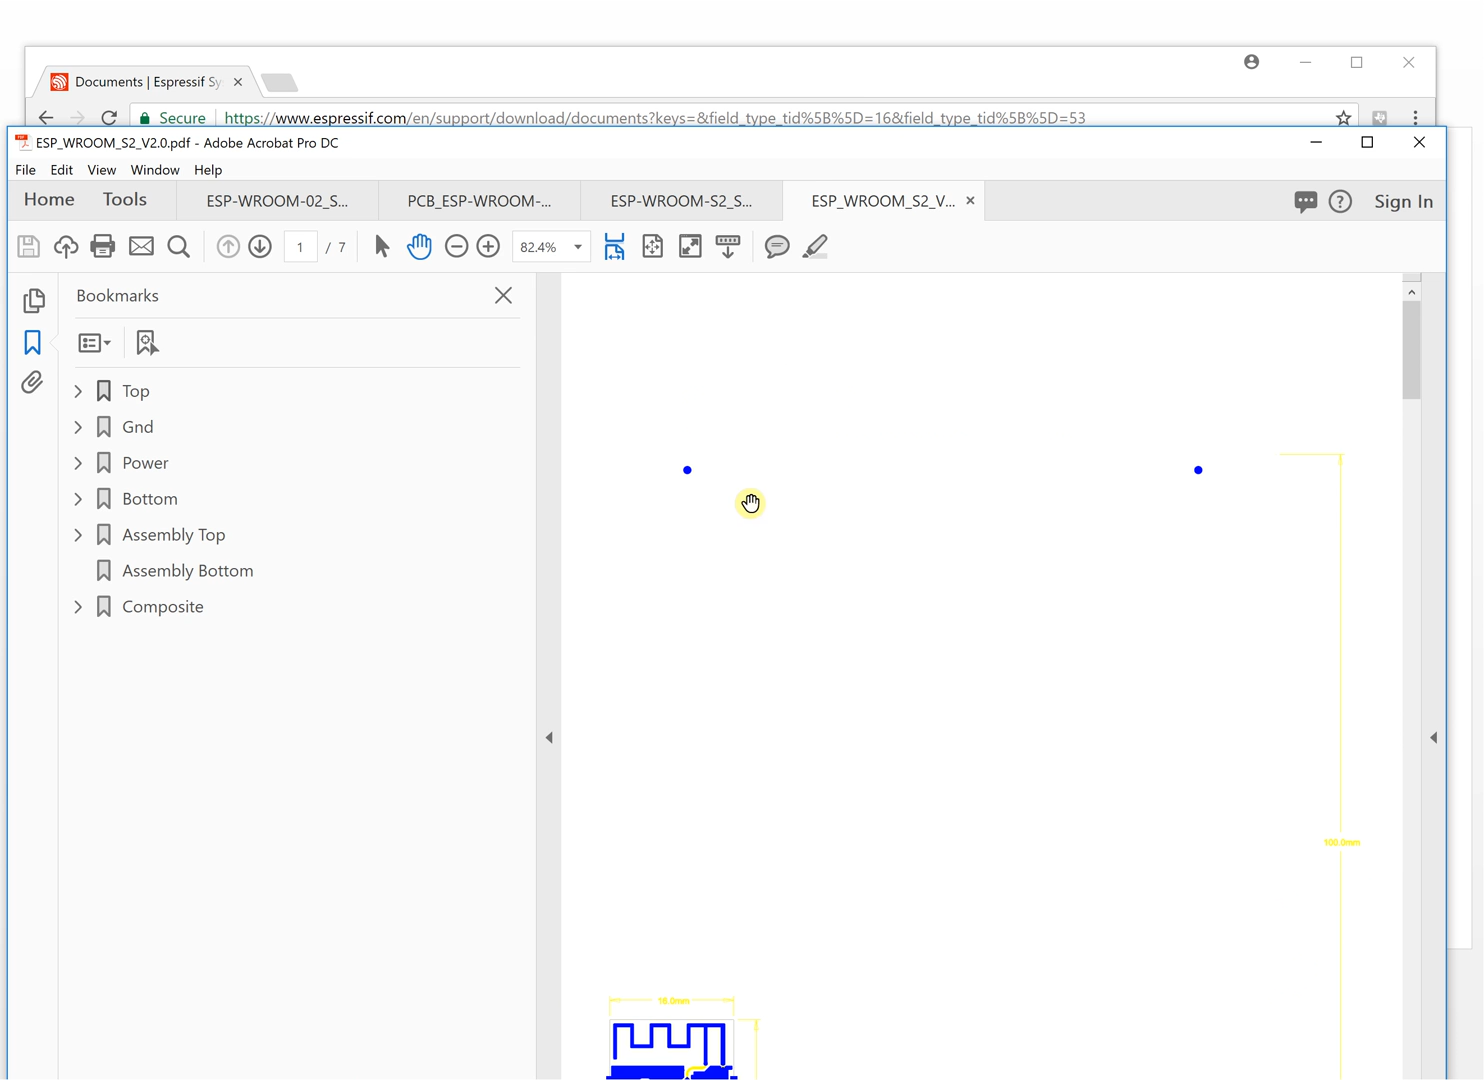 Documents | Espressif Sy
Secure
https://www.espressif.com/en/support/download/documents?keys=&field_type_tid%5B%5D=16&field_type_tid%5B%5D=53
ESP_WROOM_S2_V2.0.pdf - Adobe Acrobat Pro DC
File Edit View Window Help
Home Tools ESP-WROOM-02_S... PCB_ESP-WROOM-... ESP-WROOM-S2_S... ESP_WROOM_S2_V... Sign In
1 / 7 82.4%
Bookmarks
Top
Gnd
Power
Bottom
Assembly Top
Assembly Bottom
Composite
100.0mm
16.0mm